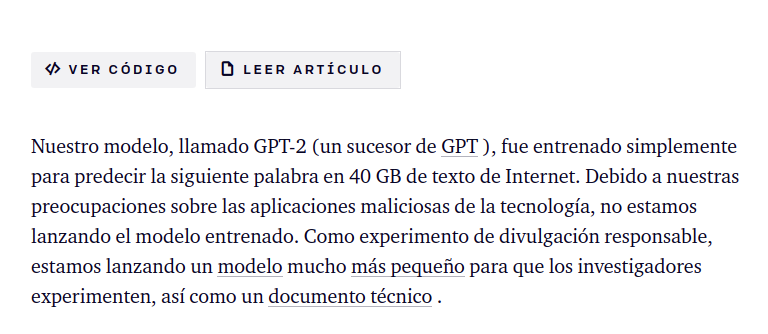 VER CÓDIGO
LEER ARTÍCULO
Nuestro modelo, llamado GPT-2 (un sucesor de GPT ), fue entrenado simplemente
para predecir la siguiente palabra en 40 GB de texto de Internet. Debido a nuestras
preocupaciones sobre las aplicaciones maliciosas de la tecnología, no estamos
lanzando el modelo entrenado. Como experimento de divulgación responsable,
estamos lanzando un modelo mucho más pequeño para que los investigadores
experimenten, así como un documento técnico .